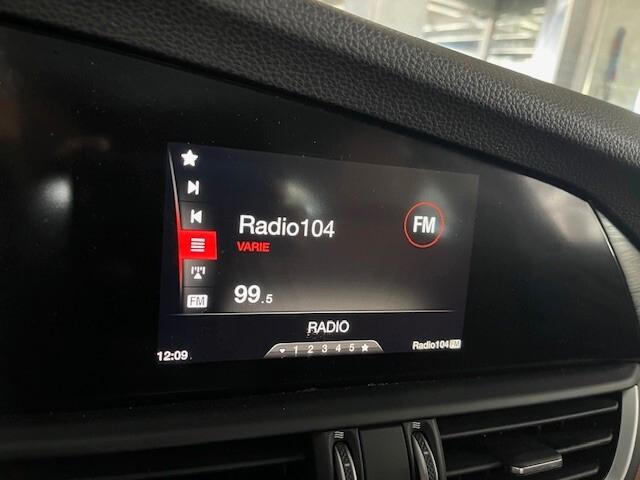 Radio104
FM
VARIE
FM
99.5
RADIO
12:09
1 2 3 4 5
Radio104 FM